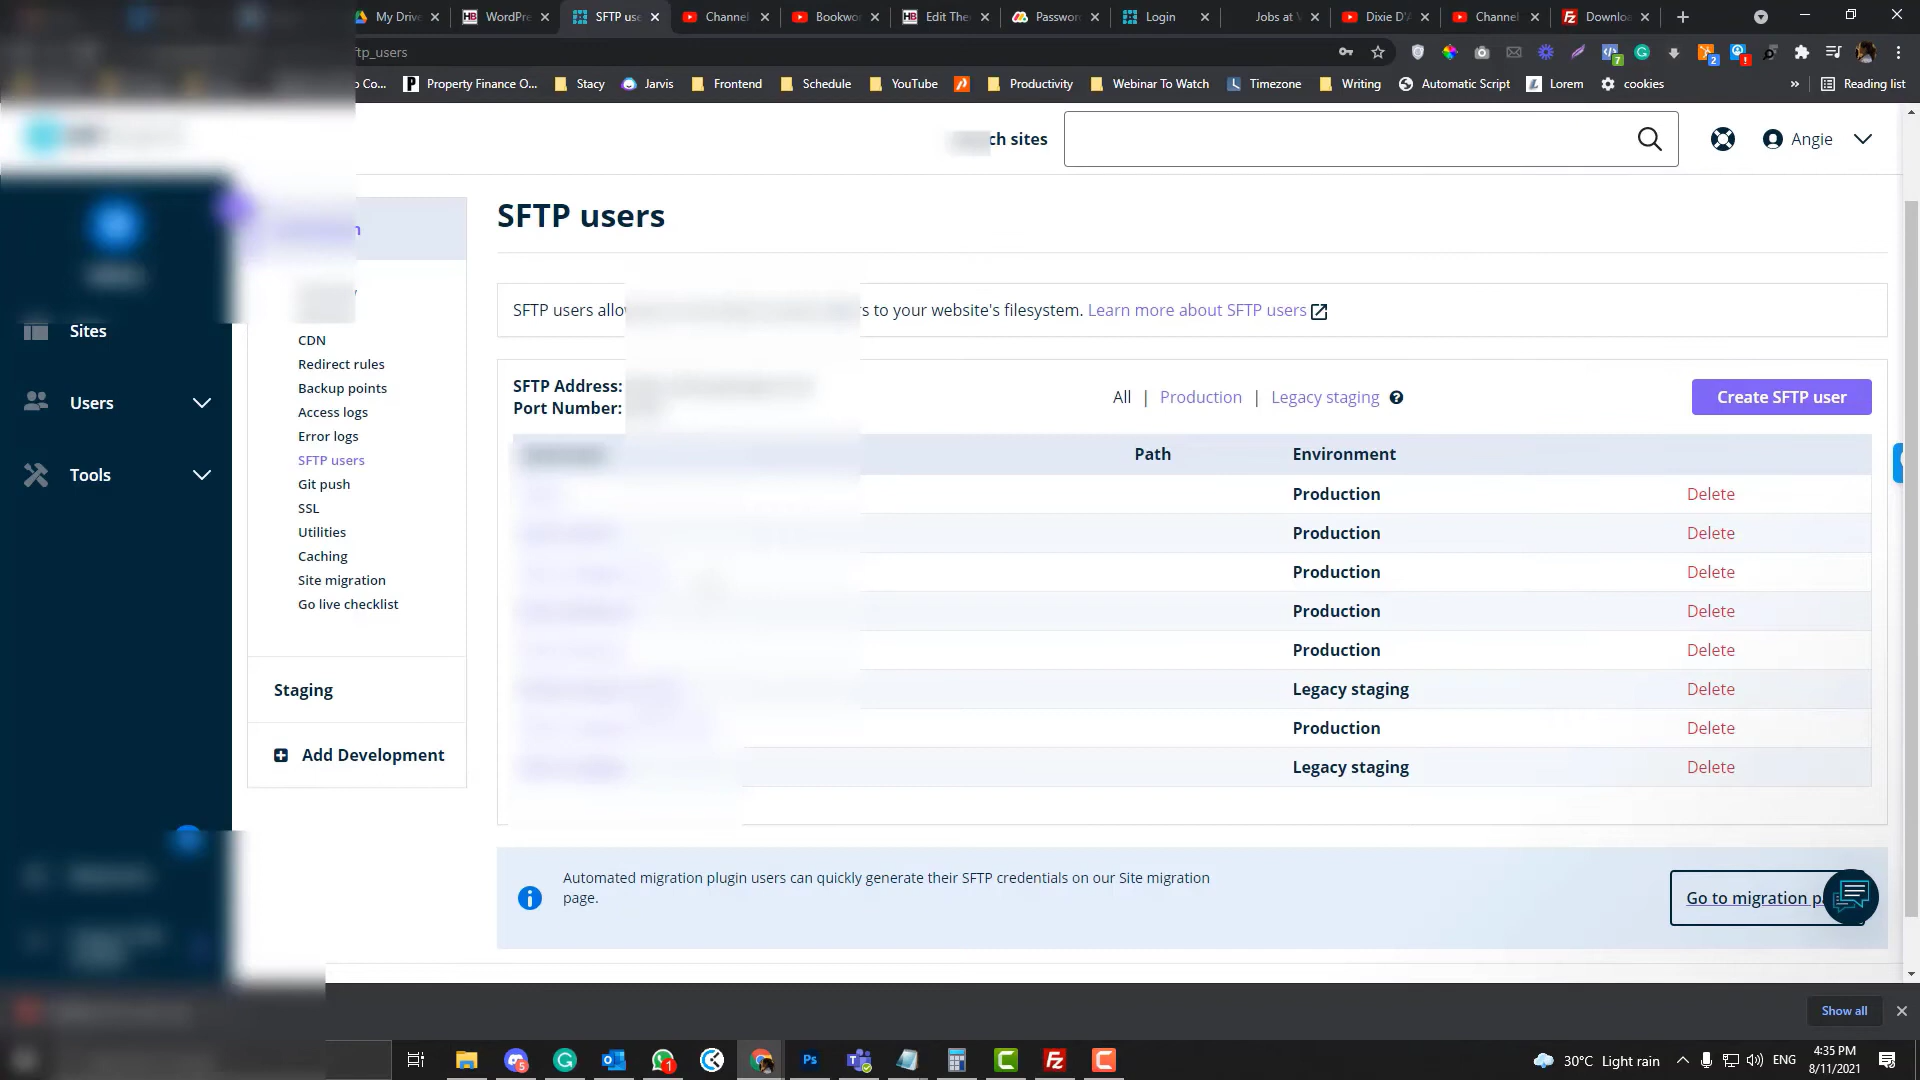 My Drive
WordPre
SFTP use
Channel
Bookwo
Edit The
Passwor
Login
Jobs at
Dixie D'A
Channel
Downloa
ftp_users
7
2
Property Finance O...
Stacy
Jarvis
Frontend
Schedule
YouTube
Productivity
Webinar To Watch
Timezone
Writing
Automatic Script
Lorem
cookies
»
Reading list
ch sites
Angie
SFTP users
SFTP users allo
s to your website's filesystem. Learn more about SFTP users
SFTP Address:
Port Number:
All | Production | Legacy staging
Create SFTP user
Path
Environment
Production
Delete
Production
Delete
Production
Delete
Production
Delete
Production
Delete
Legacy staging
Delete
Production
Delete
Legacy staging
Delete
Automated migration plugin users can quickly generate their SFTP credentials on our Site migration
page.
Go to migration p
Sites
Users
Tools
CDN
Redirect rules
Backup points
Access logs
Error logs
SFTP users
Git push
SSL
Utilities
Caching
Site migration
Go live checklist
Staging
Add Development
Show all
30°C Light rain
ENG
4:35 PM
8/11/2021